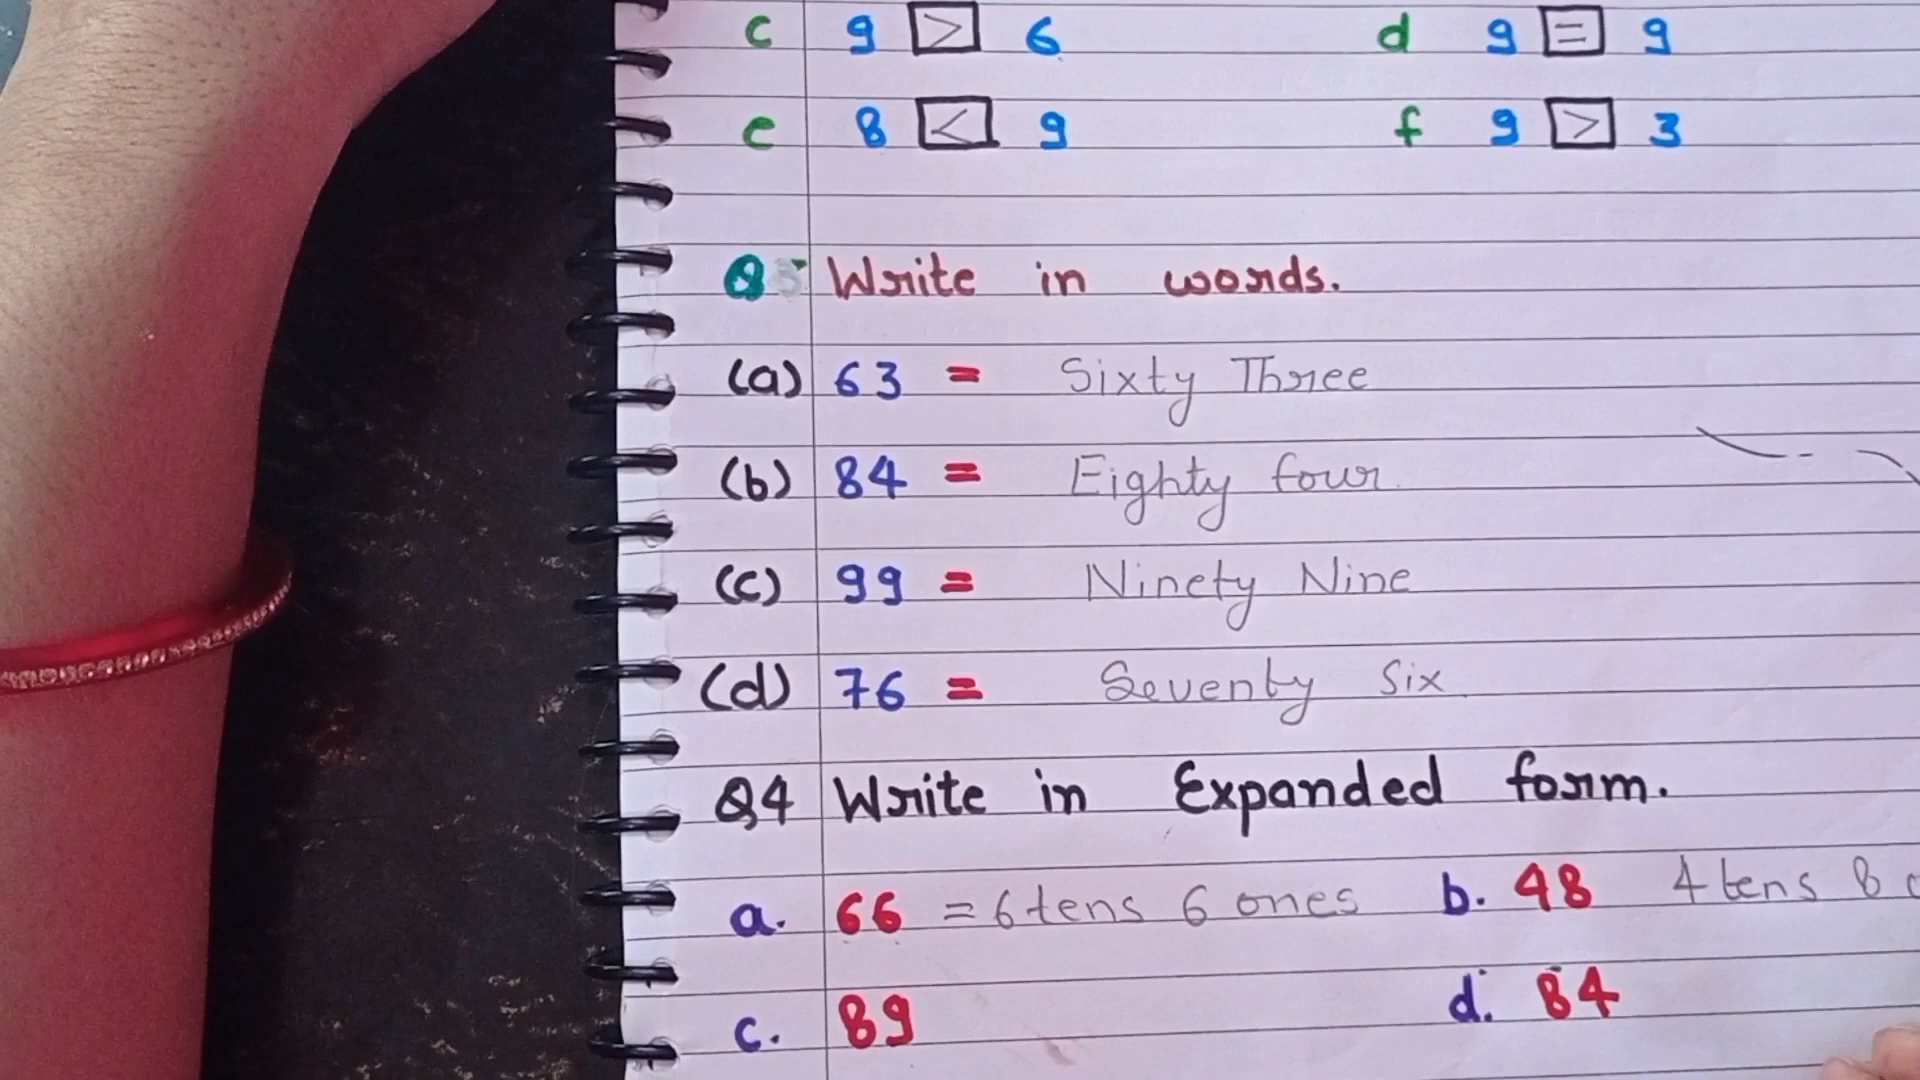 c 9 > 6 d 9 = 9
e 8 < 9 f 9 > 3
Q3 Write in words.
(a) 63 = Sixty Three
(b) 84 = Eighty four
(c) 99 = Ninety Nine
(d) 76 = Seventy Six
Q4 Write in Expanded form.
a. 66 = 6 tens 6 ones b. 48 4 tens 8
c. 89 d. 84